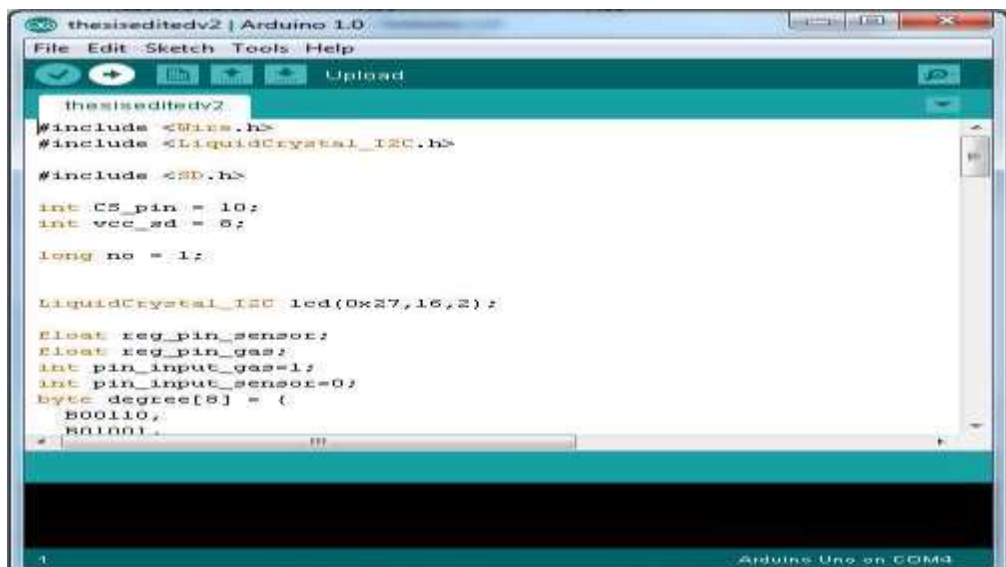 thesiseditedv2 | Arduino 1.0
File Edit Sketch Tools Help
Upload
thesiseditedv2
#include <Wire.h>
#include <LiquidCrystal_I2C.h>
#include <SD.h>
int CS_pin = 10;
int vcc_sd = 8;
long no = 1;
LiquidCrystal_I2C lcd(0x27,16,2);
float reg_pin_sensor;
float reg_pin_gas;
int pin_input_gas=1;
int pin_input_sensor=0;
byte degree[8] = {
B00110,
B01001,
1
Arduino Uno on COM4